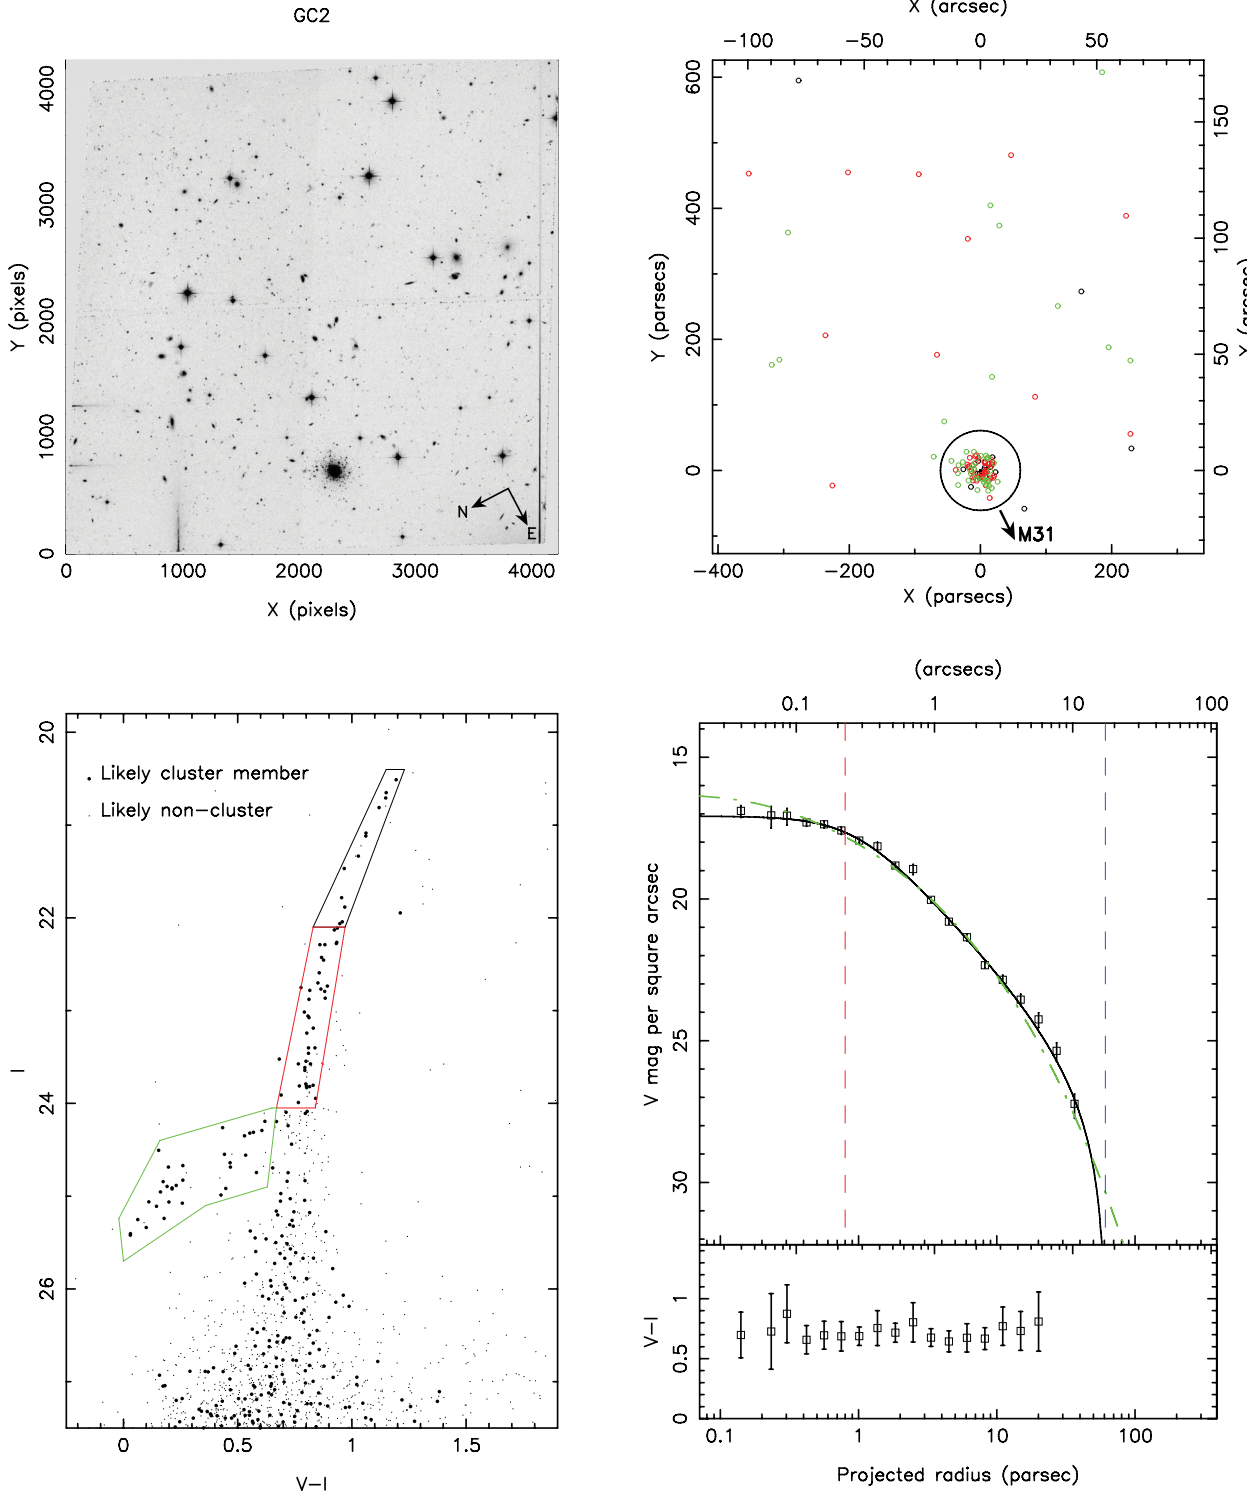 GC2
4000
3000
2000
1000
0
Y (pixels)
N
E
0 1000 2000 3000 4000
X (pixels)
X (arcsec)
−100 −50 0 50
600
400
200
0
Y (parsecs)
150
100
50
0
Y (arcsec)
M31
−400 −200 0 200
X (parsecs)
20
22
24
26
I
Likely cluster member
Likely non−cluster
0 0.5 1 1.5
V−I
(arcsecs)
0.1 1 10 100
15
20
25
30
V mag per square arcsec
1
0.5
0
V−I
0.1 1 10 100
Projected radius (parsec)